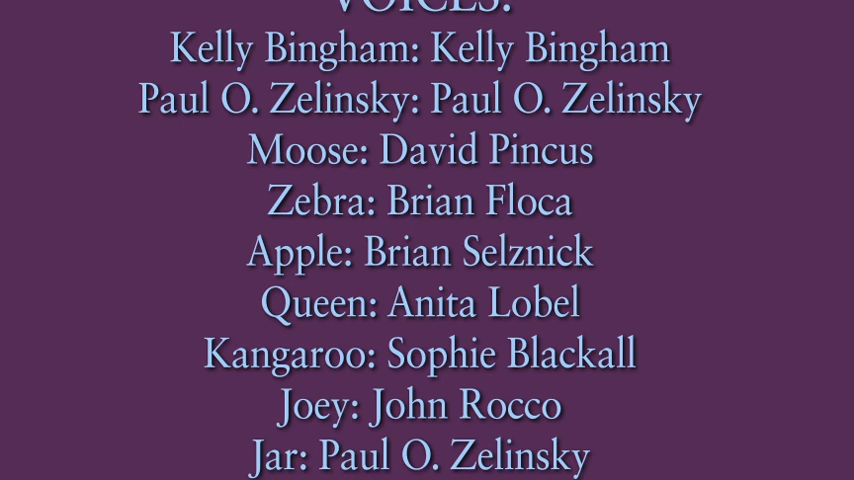 VOICES:
Kelly Bingham: Kelly Bingham
Paul O. Zelinsky: Paul O. Zelinsky
Moose: David Pincus
Zebra: Brian Floca
Apple: Brian Selznick
Queen: Anita Lobel
Kangaroo: Sophie Blackall
Joey: John Rocco
Jar: Paul O. Zelinsky